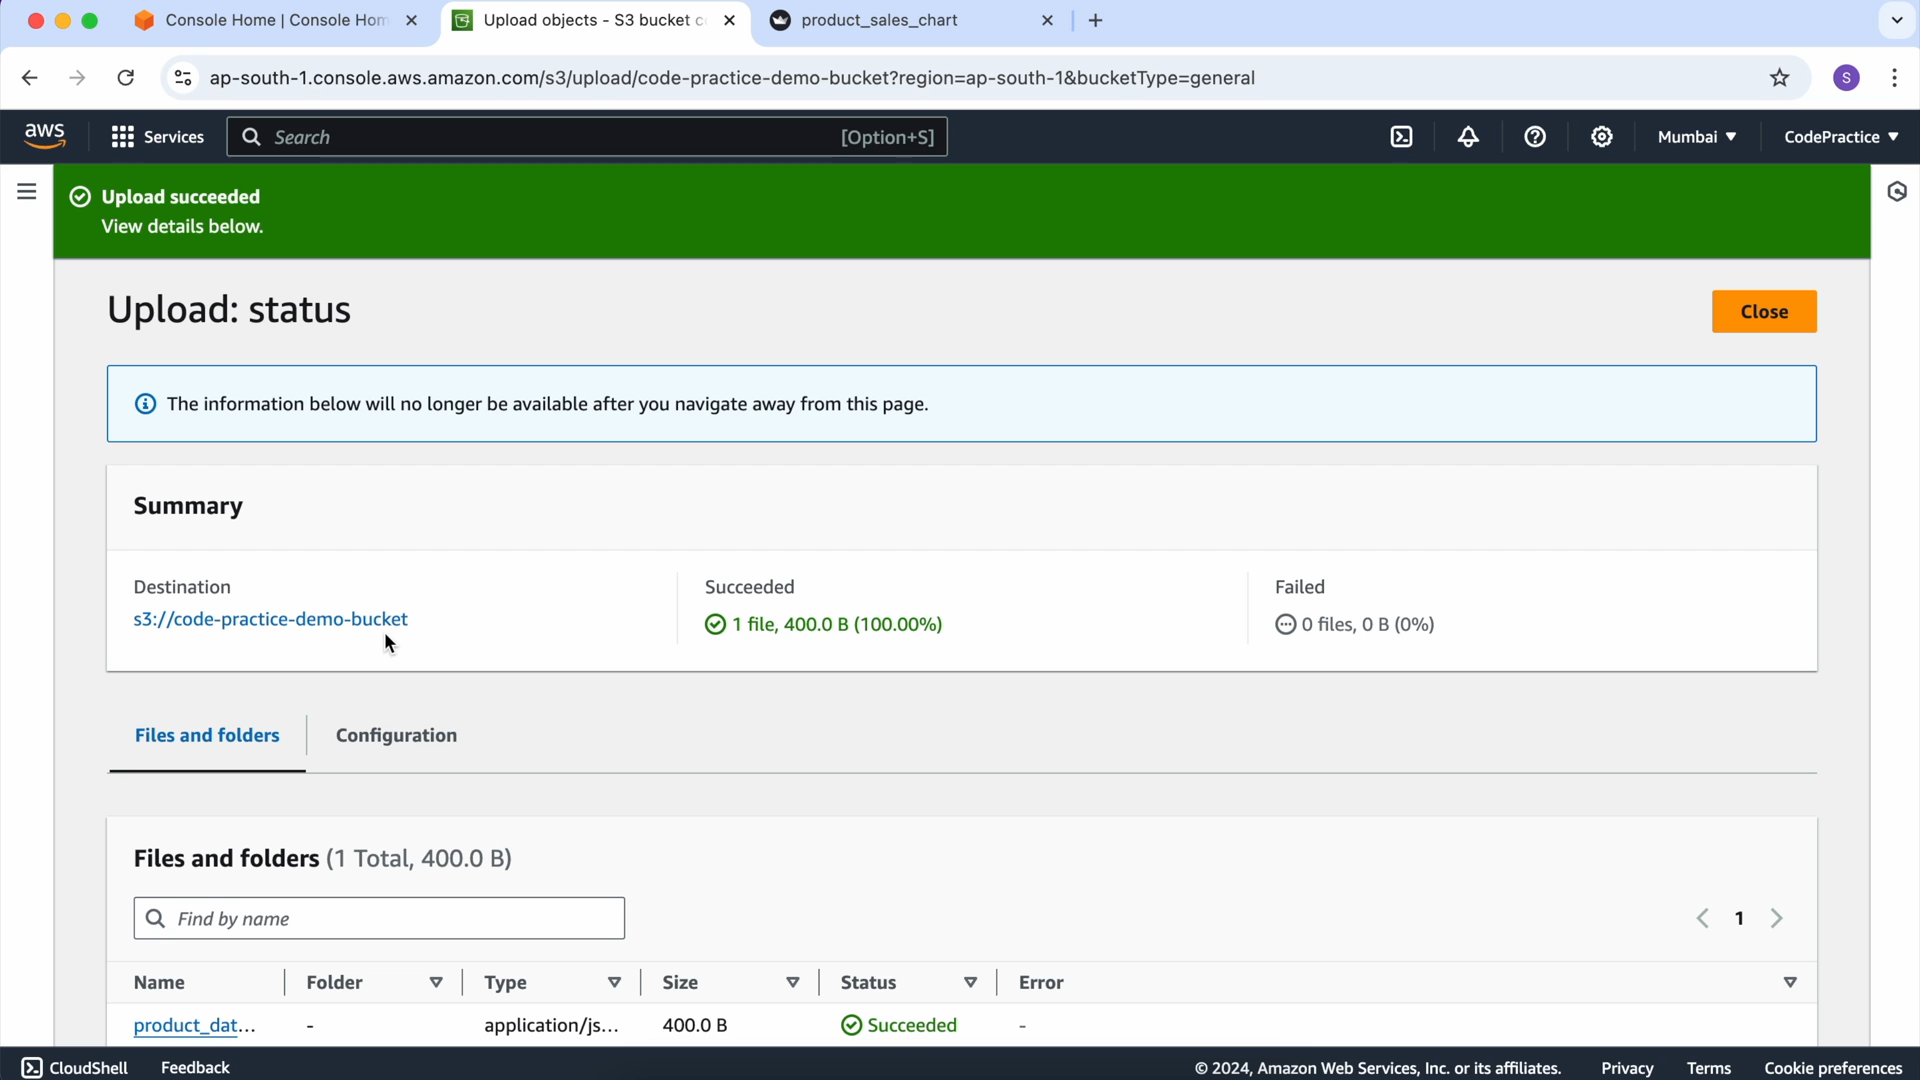 Console Home | Console Hom
Upload objects - S3 bucket c
product_sales_chart
ap-south-1.console.aws.amazon.com/s3/upload/code-practice-demo-bucket?region=ap-south-1&bucketType=general
S
aws
Services
Search
[Option+S]
Mumbai
CodePractice
Upload succeeded
View details below.
Upload: status
Close
The information below will no longer be available after you navigate away from this page.
Summary
Destination
Succeeded
Failed
s3://code-practice-demo-bucket
1 file, 400.0 B (100.00%)
0 files, 0 B (0%)
Files and folders
Configuration
Files and folders (1 Total, 400.0 B)
Find by name
1
Name
Folder
Type
Size
Status
Error
product_dat...
-
application/js...
400.0 B
Succeeded
-
CloudShell
Feedback
© 2024, Amazon Web Services, Inc. or its affiliates.
Privacy
Terms
Cookie preferences